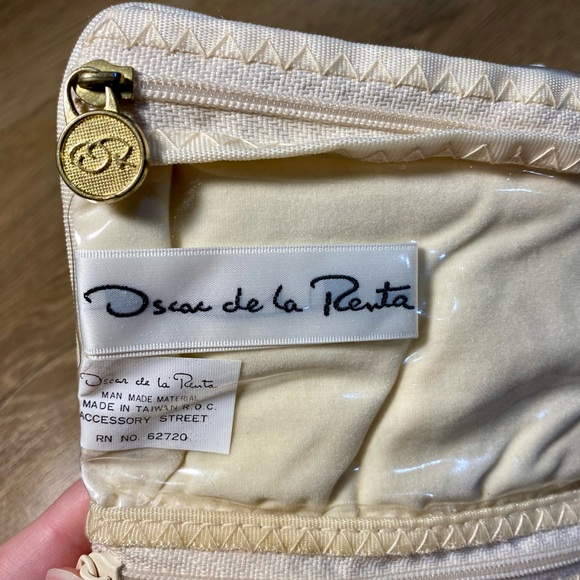 Oscar de la Renta
Oscar de la Renta
MAN MADE MATERIAL
MADE IN TAIWAN R.O.C.
ACCESSORY STREET
RN NO. 62720